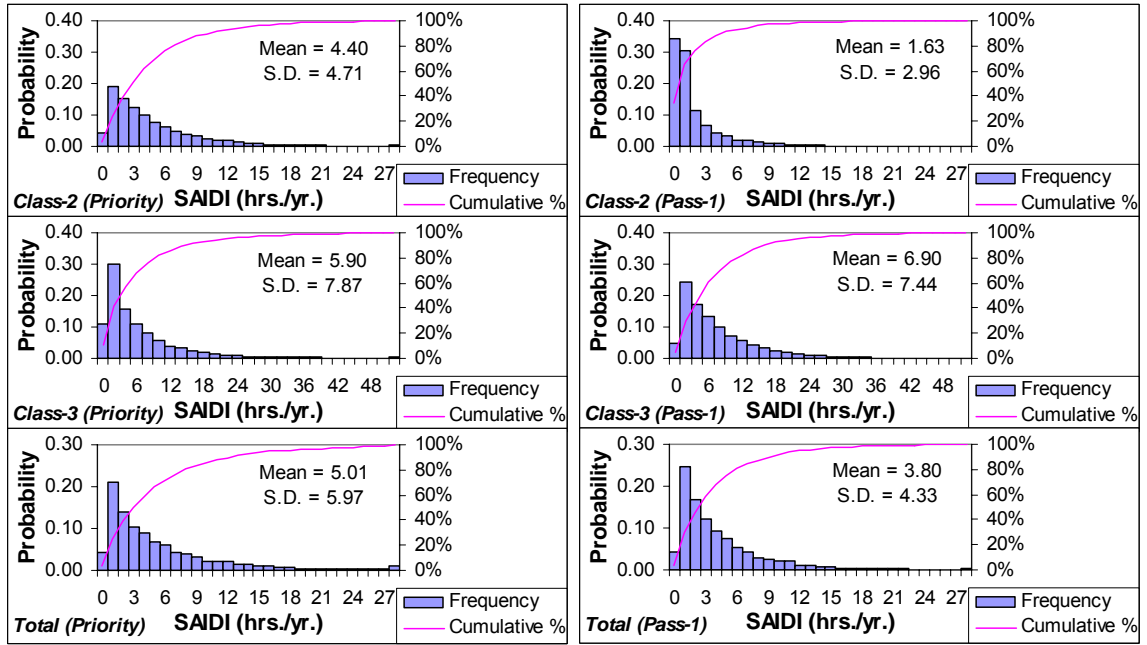 0.40
0.30
0.20
0.10
0.00
Probability
100%
80%
60%
40%
20%
0%
Mean = 4.40
S.D. = 4.71
0 3 6 9 12 15 18 21 24 27
Class-2 (Priority) SAIDI (hrs./yr.)
Frequency
Cumulative %
0.40
0.30
0.20
0.10
0.00
Probability
100%
80%
60%
40%
20%
0%
Mean = 1.63
S.D. = 2.96
0 3 6 9 12 15 18 21 24 27
Class-2 (Pass-1) SAIDI (hrs./yr.)
Frequency
Cumulative %
0.40
0.30
0.20
0.10
0.00
Probability
100%
80%
60%
40%
20%
0%
Mean = 5.90
S.D. = 7.87
0 6 12 18 24 30 36 42 48
Class-3 (Priority) SAIDI (hrs./yr.)
Frequency
Cumulative %
0.40
0.30
0.20
0.10
0.00
Probability
100%
80%
60%
40%
20%
0%
Mean = 6.90
S.D. = 7.44
0 6 12 18 24 30 36 42 48
Class-3 (Pass-1) SAIDI (hrs./yr.)
Frequency
Cumulative %
0.30
0.20
0.10
0.00
Probability
100%
80%
60%
40%
20%
0%
Mean = 5.01
S.D. = 5.97
0 3 6 9 12 15 18 21 24 27
Total (Priority) SAIDI (hrs./yr.)
Frequency
Cumulative %
0.30
0.20
0.10
0.00
Probability
100%
80%
60%
40%
20%
0%
Mean = 3.80
S.D. = 4.33
0 3 6 9 12 15 18 21 24 27
Total (Pass-1) SAIDI (hrs./yr.)
Frequency
Cumulative %